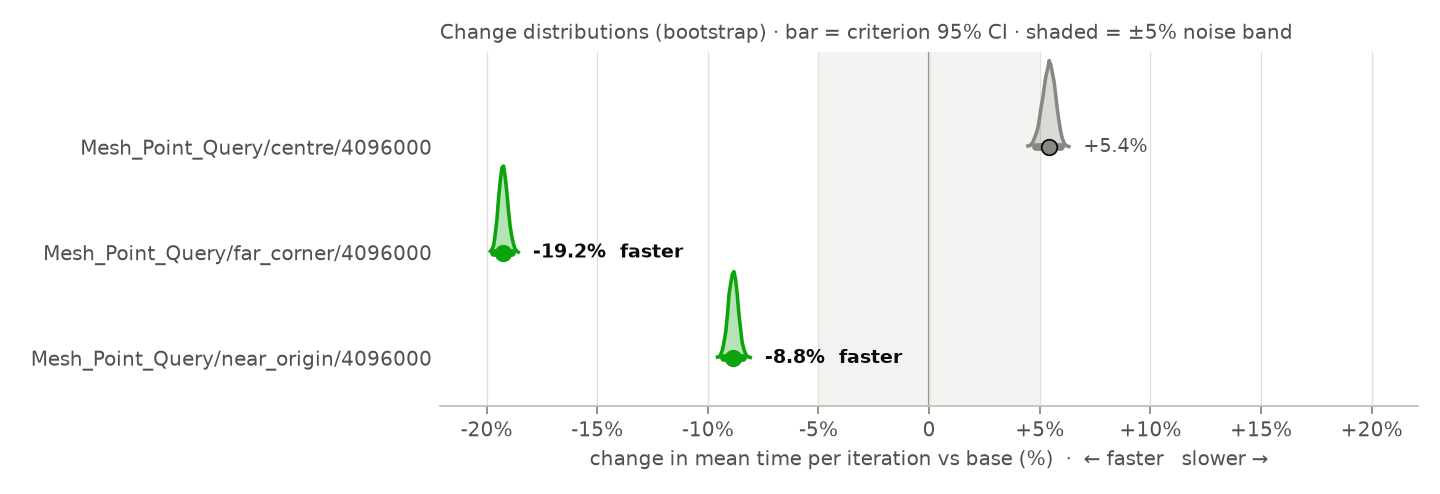 Change distributions (bootstrap) · bar = criterion 95% CI · shaded = ±5% noise band
Mesh_Point_Query/centre/4096000
+5.4%
Mesh_Point_Query/far_corner/4096000
-19.2% faster
Mesh_Point_Query/near_origin/4096000
-8.8% faster
-20% -15% -10% -5% 0 +5% +10% +15% +20%
change in mean time per iteration vs base (%) · ← faster slower →